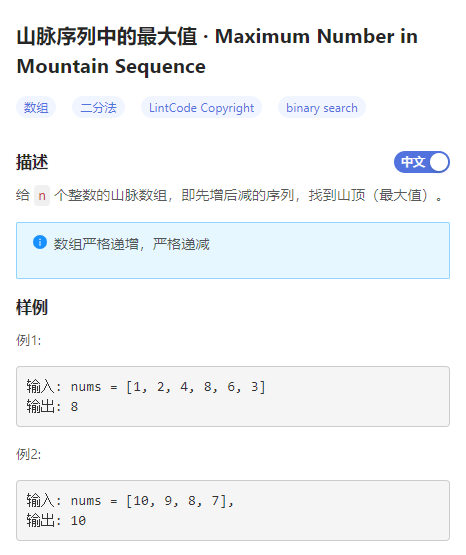 山脉序列中的最大值 · Maximum Number in
Mountain Sequence
数组 二分法 LintCode Copyright binary search
描述 中文
给 n 个整数的山脉数组，即先增后减的序列，找到山顶（最大值）。
数组严格递增，严格递减
样例
例1:
输入: nums = [1, 2, 4, 8, 6, 3]
输出: 8
例2:
输入: nums = [10, 9, 8, 7],
输出: 10